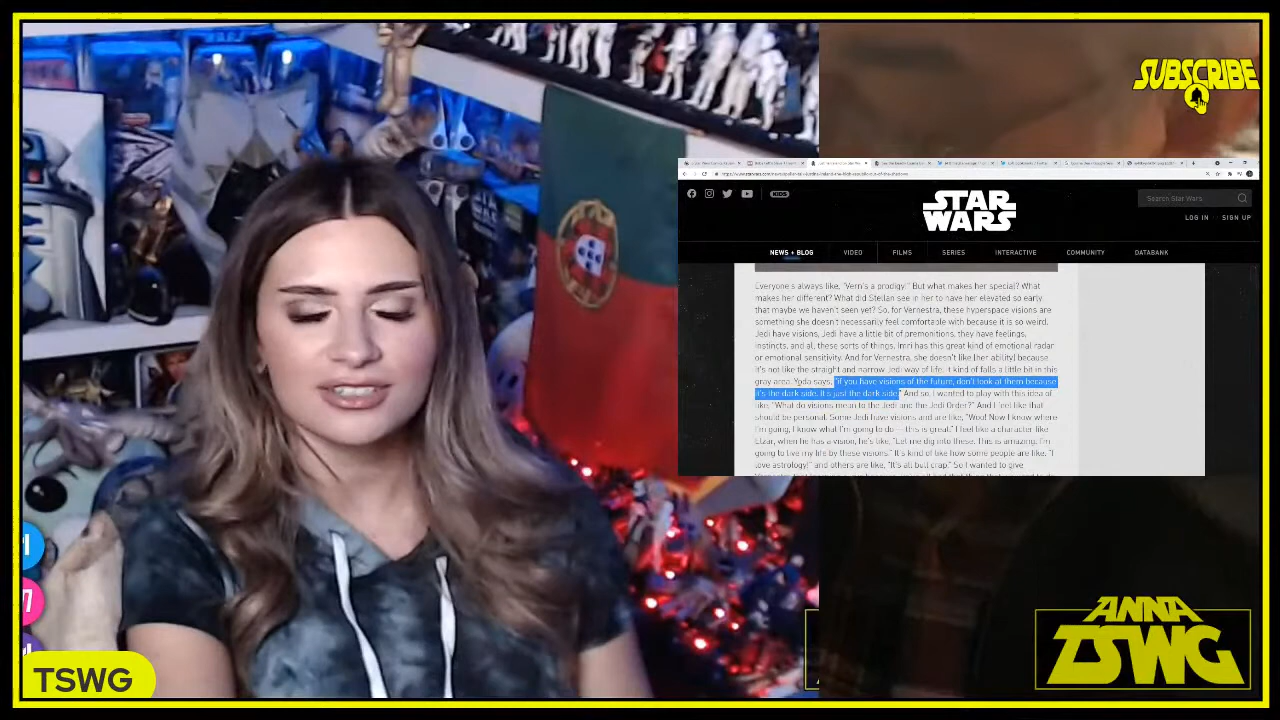 SUBSCRIBE
STAR
WARS
KIDS
Search Star Wars
LOG IN SIGN UP
NEWS + BLOG VIDEO FILMS SERIES INTERACTIVE COMMUNITY DATABANK
Everyone's always like, "Vern's a prodigy!" But what makes her special? What
makes her different? What did Stellan see in her to have her elevated so early
that maybe we haven't seen yet? So, for Vernestra, these hyperspace visions are
something she doesn't necessarily feel comfortable with because it is so weird.
Jedi have visions, Jedi have a little bit of premonitions, they have feelings,
instincts, and all these sorts of things. Imri has this great kind of emotional radar
or emotional sensitivity. And for Vernestra, she doesn't like [her ability] because
it's not like the straight and narrow Jedi way of life. It kind of falls a little bit in this
gray area. Yoda says, "If you have visions of the future, don't look at them because
it's the dark side. It's just the dark side." And so, I wanted to play with this idea of
like, "What do visions mean to the Jedi and the Jedi Order?" And I feel like that
should be personal. Some Jedi have visions and are like, "Woo! Now I know where
I'm going, I know what I'm going to do — this is great." I feel like a character like
Elzar, when he has a vision, he's like, "Let me dig into these. This is amazing. I'm
going to live my life by these visions." It's kind of like how some people are like, "I
love astrology!" and others are like, "It's all bull crap." So I wanted to give
ANNA
TSWG
TSWG